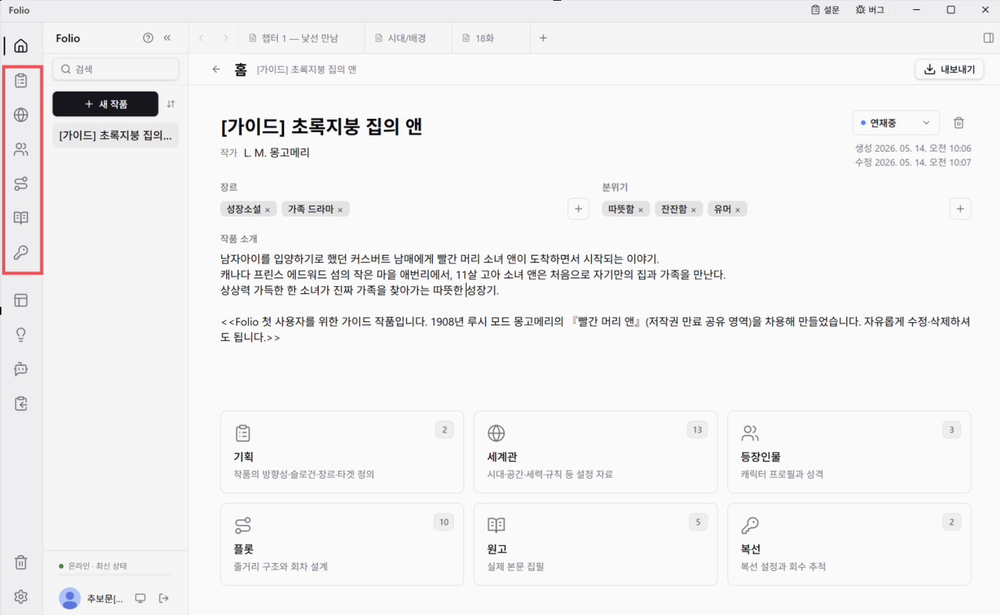 Folio
설문
버그
Folio
챕터 1 — 낯선 만남
시대/배경
18화
검색
홈
[가이드] 초록지붕 집의 앤
내보내기
새 작품
[가이드] 초록지붕 집의...
[가이드] 초록지붕 집의 앤
연재중
작가 L. M. 몽고메리
생성 2026. 05. 14. 오전 10:06
수정 2026. 05. 14. 오전 10:07
장르
분위기
성장소설 ×
가족 드라마 ×
따뜻함 ×
잔잔함 ×
유머 ×
작품 소개
남자아이를 입양하기로 했던 커스버트 남매에게 빨간 머리 소녀 앤이 도착하면서 시작되는 이야기.
캐나다 프린스 에드워드 섬의 작은 마을 애번리에서, 11살 고아 소녀 앤은 처음으로 자기만의 집과 가족을 만난다.
상상력 가득한 한 소녀가 진짜 가족을 찾아가는 따뜻한 성장기.
<<Folio 첫 사용자를 위한 가이드 작품입니다. 1908년 루시 모드 몽고메리의 『빨간 머리 앤』(저작권 만료 공유 영역)을 차용해 만들었습니다. 자유롭게 수정·삭제하셔
도 됩니다.>>
2
기획
작품의 방향성·슬로건·장르·타겟 정의
13
세계관
시대·공간·세력·규칙 등 설정 자료
3
등장인물
캐릭터 프로필과 성격
10
플롯
줄거리 구조와 회차 설계
5
원고
실제 본문 집필
2
복선
복선 설정과 회수 추적
온라인 · 최신 상태
추보문[...